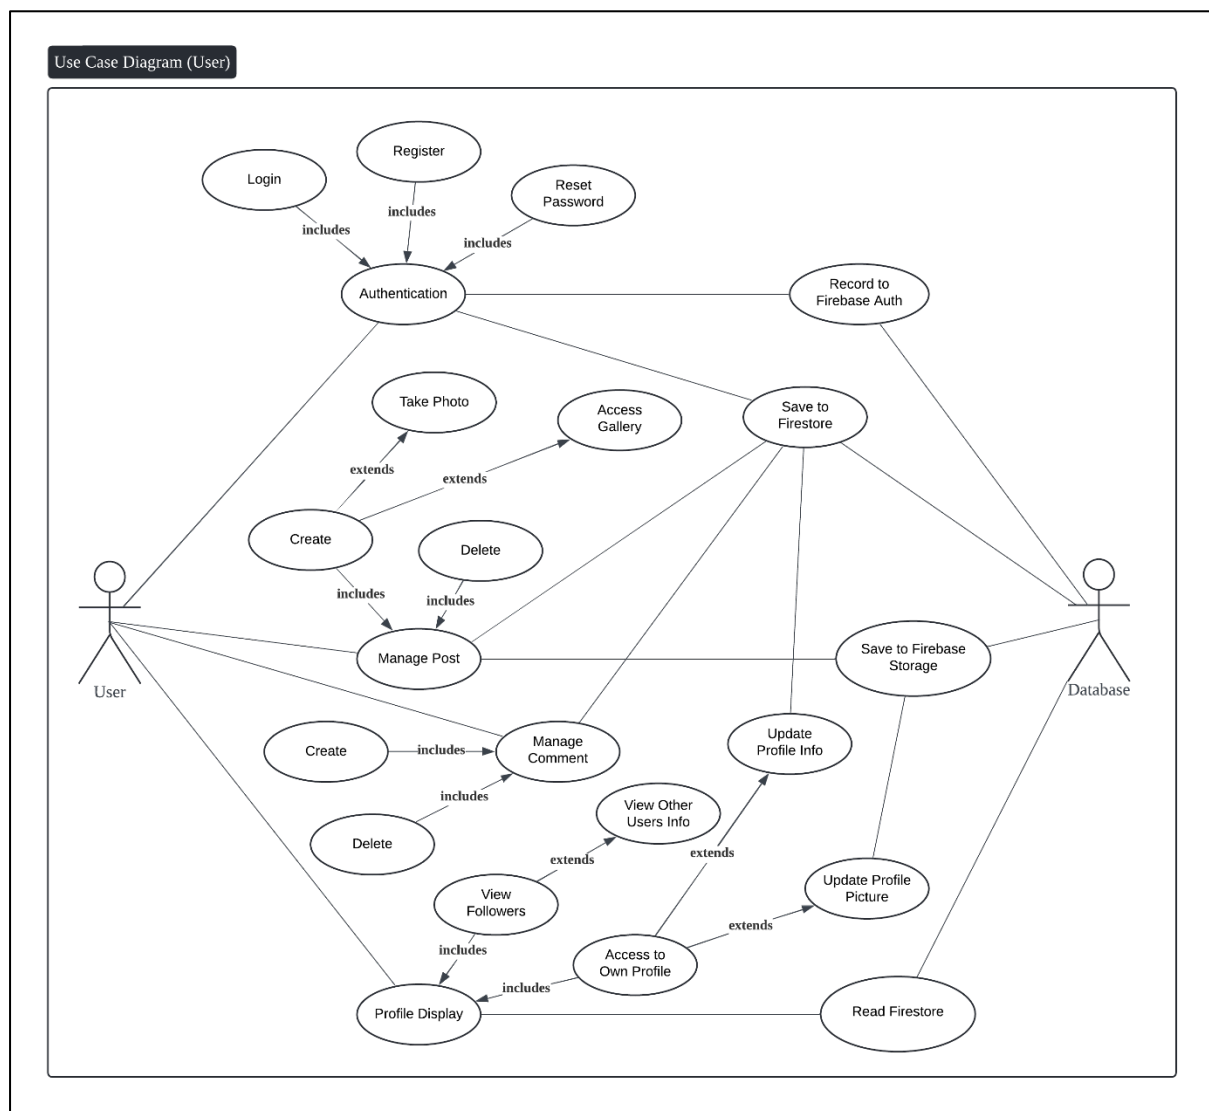 Use Case Diagram (User)
Register
Login
Reset
Password
includes
includes
includes
Authentication
Record to
Firebase Auth
Take Photo
Access
Gallery
Save to
Firestore
extends
extends
Create
Delete
includes
includes
Manage Post
Save to Firebase
Storage
User
Database
Create
includes
Manage
Comment
Update
Profile Info
includes
View Other
Users Info
Delete
extends
extends
View
Followers
Update Profile
Picture
extends
includes
Access to
Own Profile
includes
Profile Display
Read Firestore